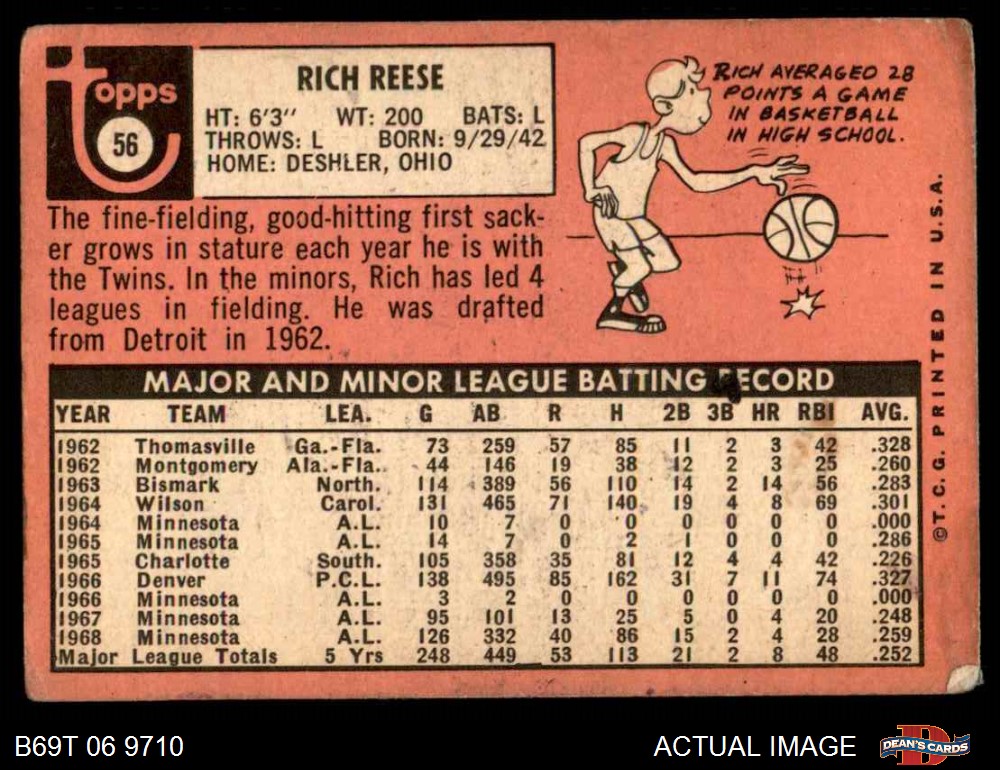 topps
56
RICH REESE
HT: 6'3" WT: 200 BATS: L
THROWS: L BORN: 9/29/42
HOME: DESHLER, OHIO
RICH AVERAGED 28
POINTS A GAME
IN BASKETBALL
IN HIGH SCHOOL.
The fine-fielding, good-hitting first sack-
er grows in stature each year he is with
the Twins. In the minors, Rich has led 4
leagues in fielding. He was drafted
from Detroit in 1962.
©T.C.G. PRINTED IN U.S.A.
MAJOR AND MINOR LEAGUE BATTING RECORD
YEAR TEAM LEA. G AB R H 2B 3B HR RBI AVG.
1962 Thomasville Ga.-Fla. 73 259 57 85 11 2 3 42 .328
1962 Montgomery Ala.-Fla. 44 146 19 38 12 2 3 25 .260
1963 Bismark North. 114 389 56 110 14 2 14 56 .283
1964 Wilson Carol. 131 465 71 140 19 4 8 69 .301
1964 Minnesota A.L. 10 7 0 0 0 0 0 0 .000
1965 Minnesota A.L. 14 7 0 2 1 0 0 0 .286
1965 Charlotte South. 105 358 35 81 12 4 4 42 .226
1966 Denver P.C.L. 138 495 85 162 31 7 11 74 .327
1966 Minnesota A.L. 3 2 0 0 0 0 0 0 .000
1967 Minnesota A.L. 95 101 13 25 5 0 4 20 .248
1968 Minnesota A.L. 126 332 40 86 15 2 4 28 .259
Major League Totals 5 Yrs 248 449 53 113 21 2 8 48 .252
B69T 06 9710
ACTUAL IMAGE
DEAN'S CARDS